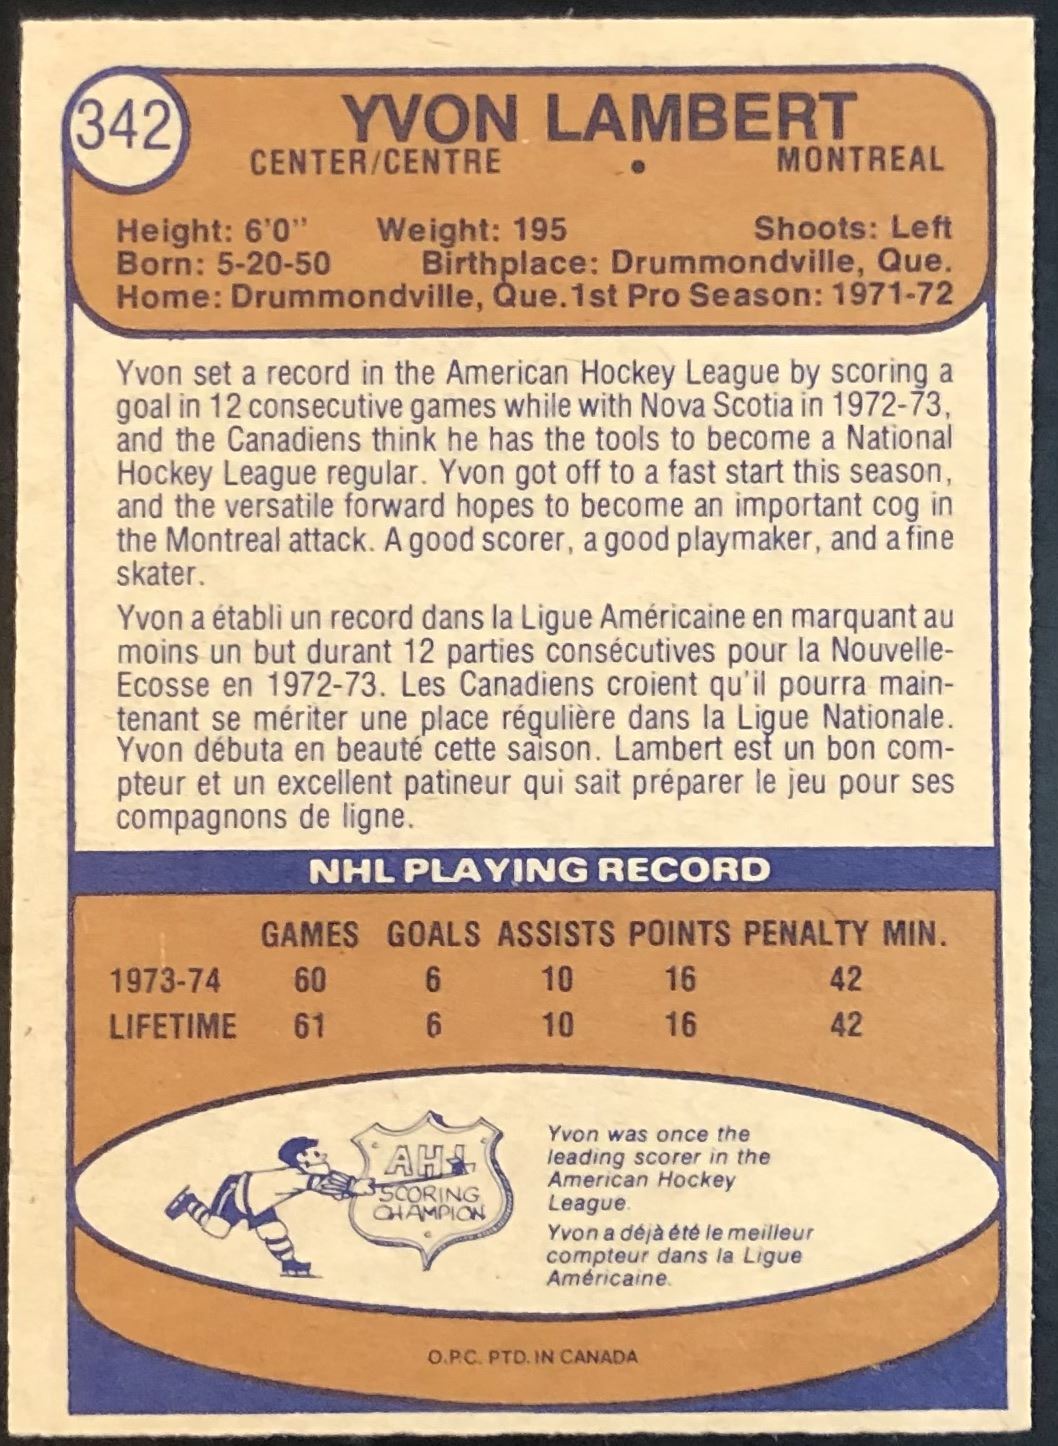 342
YVON LAMBERT
CENTER/CENTRE • MONTREAL
Height: 6'0" Weight: 195 Shoots: Left
Born: 5-20-50 Birthplace: Drummondville, Que.
Home: Drummondville, Que. 1st Pro Season: 1971-72
Yvon set a record in the American Hockey League by scoring a
goal in 12 consecutive games while with Nova Scotia in 1972-73,
and the Canadiens think he has the tools to become a National
Hockey League regular. Yvon got off to a fast start this season,
and the versatile forward hopes to become an important cog in
the Montreal attack. A good scorer, a good playmaker, and a fine
skater.
Yvon a établi un record dans la Ligue Américaine en marquant au
moins un but durant 12 parties consécutives pour la Nouvelle-
Ecosse en 1972-73. Les Canadiens croient qu'il pourra main-
tenant se mériter une place régulière dans la Ligue Nationale.
Yvon débuta en beauté cette saison. Lambert est un bon com-
pteur et un excellent patineur qui sait préparer le jeu pour ses
compagnons de ligne.
NHL PLAYING RECORD
GAMES GOALS ASSISTS POINTS PENALTY MIN.
1973-74 60 6 10 16 42
LIFETIME 61 6 10 16 42
AHL
SCORING
CHAMPION
Yvon was once the
leading scorer in the
American Hockey
League.
Yvon a déjà été le meilleur
compteur dans la Ligue
Américaine.
O.P.C. PTD. IN CANADA